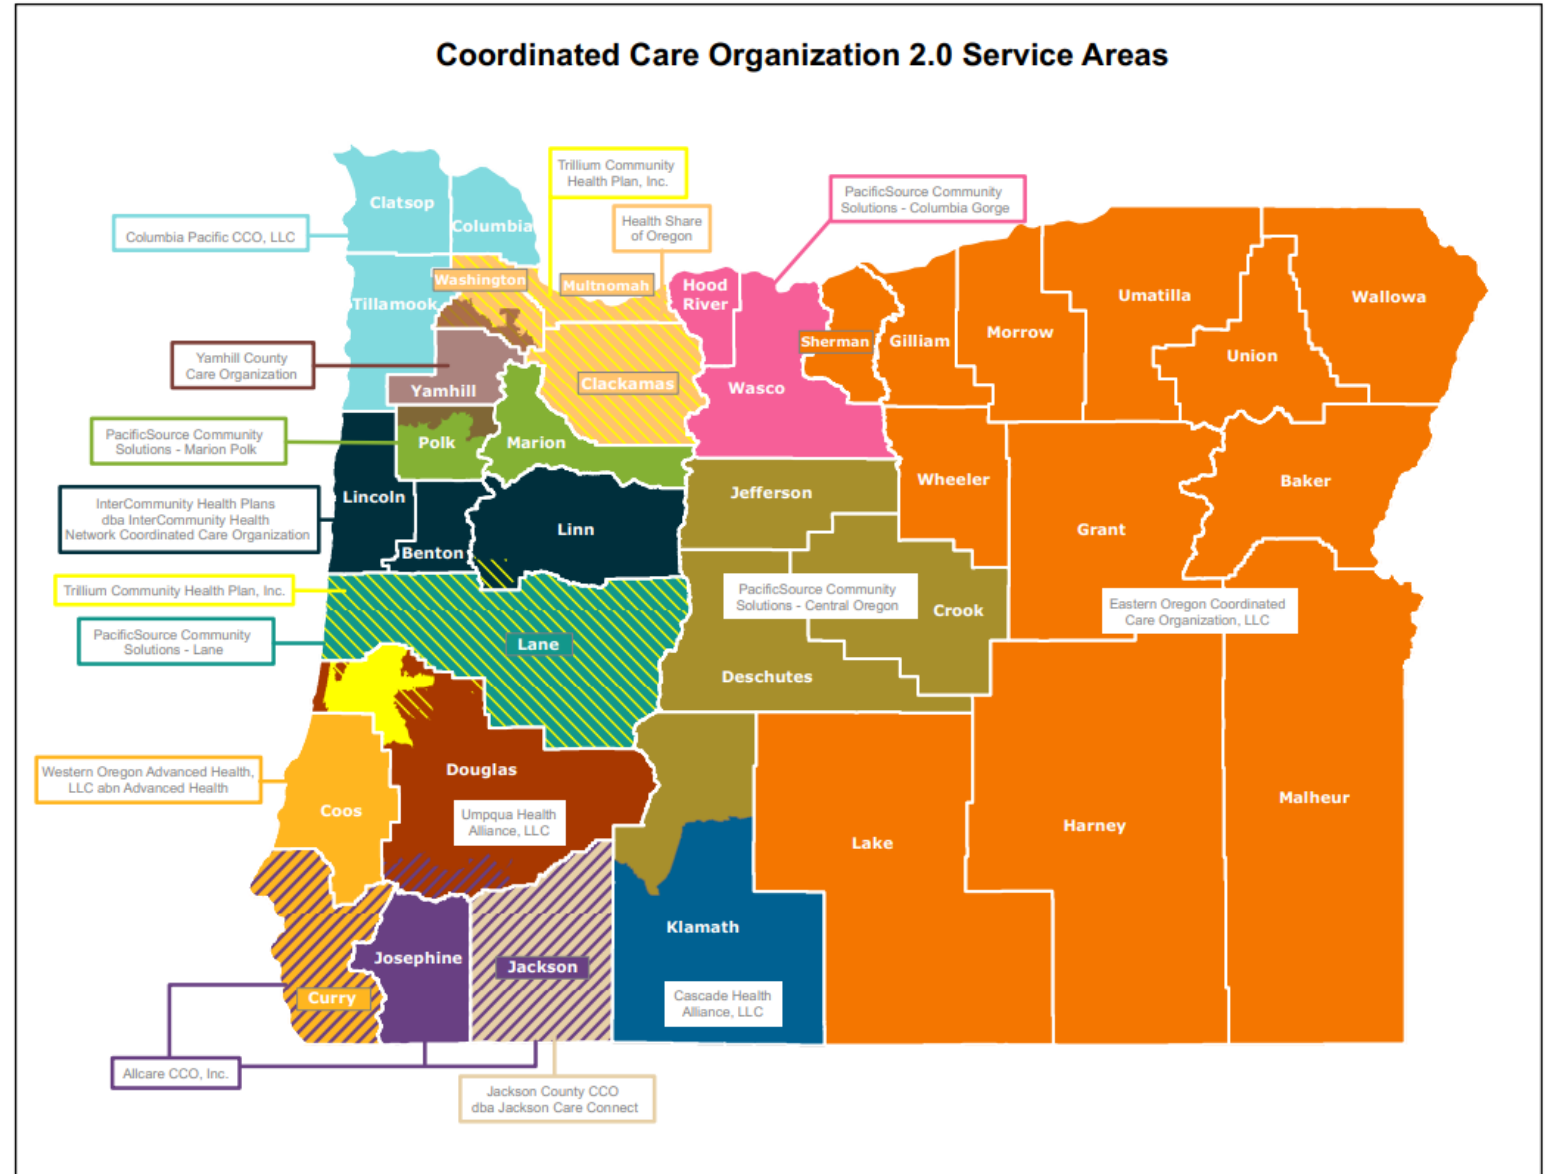 Coordinated Care Organization 2.0 Service Areas
Trillium Community
Health Plan, Inc.
PacificSource Community
Solutions - Columbia Gorge
Clatsop
Columbia
Health Share
of Oregon
Columbia Pacific CCO, LLC
Washington
Multnomah
Hood
River
Tillamook
Umatilla
Wallowa
Sherman
Gilliam
Morrow
Union
Yamhill County
Care Organization
Yamhill
Clackamas
Wasco
PacificSource Community
Solutions - Marion Polk
Polk
Marion
Lincoln
InterCommunity Health Plans
dba InterCommunity Health
Network Coordinated Care Organization
Benton
Linn
Jefferson
Wheeler
Grant
Baker
Trillium Community Health Plan, Inc.
PacificSource Community
Solutions - Central Oregon
Crook
Eastern Oregon Coordinated
Care Organization, LLC
PacificSource Community
Solutions - Lane
Lane
Deschutes
Western Oregon Advanced Health,
LLC abn Advanced Health
Coos
Douglas
Umpqua Health
Alliance, LLC
Lake
Harney
Malheur
Klamath
Josephine
Jackson
Curry
Cascade Health
Alliance, LLC
Allcare CCO, Inc.
Jackson County CCO
dba Jackson Care Connect